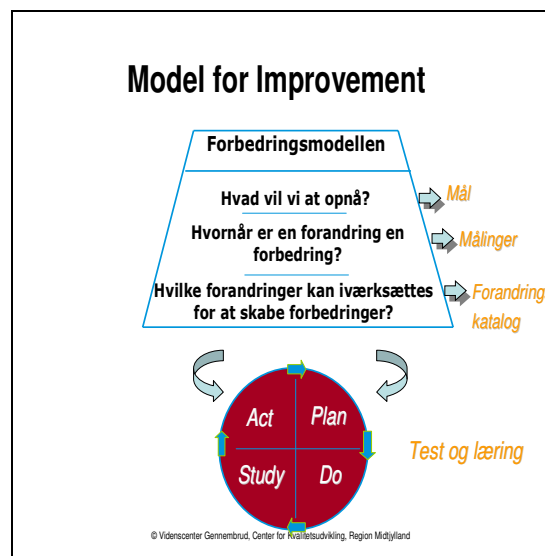 Model for Improvement
Forbedringsmodellen
Hvad vil vi at opnå?
Mål
Hvornår er en forandring en
forbedring?
Målinger
Hvilke forandringer kan iværksættes
for at skabe forbedringer?
Forandring
katalog
Act
Plan
Study
Do
Test og læring
© Videnscenter Gennembrud, Center for Kvalitetsudvikling, Region Midtjylland